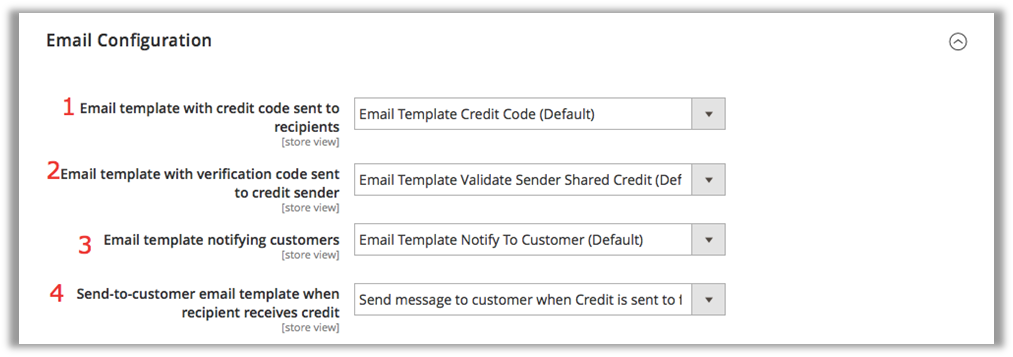 Email Configuration
1 Email template with credit code sent to
recipients
[store view]
Email Template Credit Code (Default)
2 Email template with verification code sent
to credit sender
[store view]
Email Template Validate Sender Shared Credit (Def
3 Email template notifying customers
[store view]
Email Template Notify To Customer (Default)
4 Send-to-customer email template when
recipient receives credit
[store view]
Send message to customer when Credit is sent to f